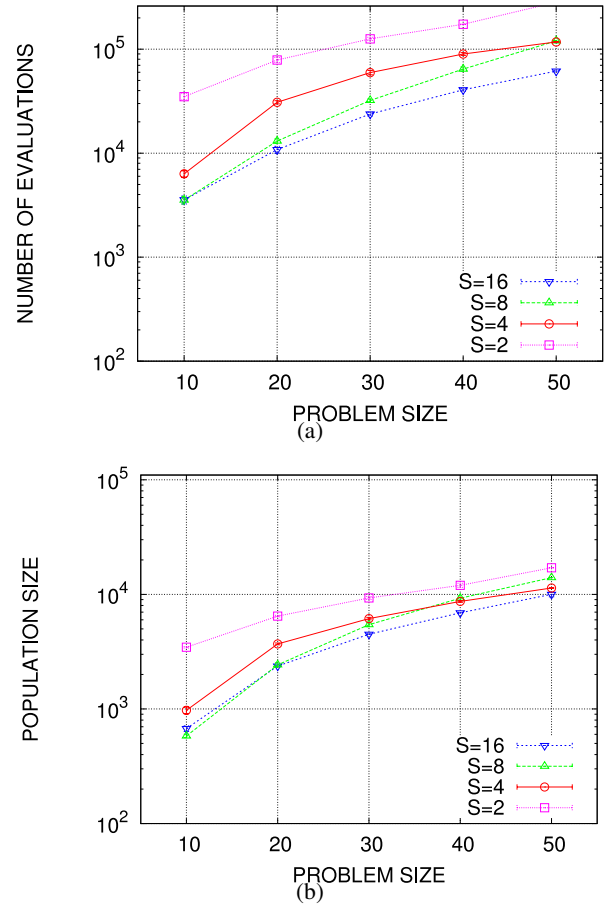 10^5
10^4
10^3
10^2
NUMBER OF EVALUATIONS
S=16
S=8
S=4
S=2
10 20 30 40 50
PROBLEM SIZE
(a)
10^5
10^4
10^3
10^2
POPULATION SIZE
S=16
S=8
S=4
S=2
10 20 30 40 50
PROBLEM SIZE
(b)